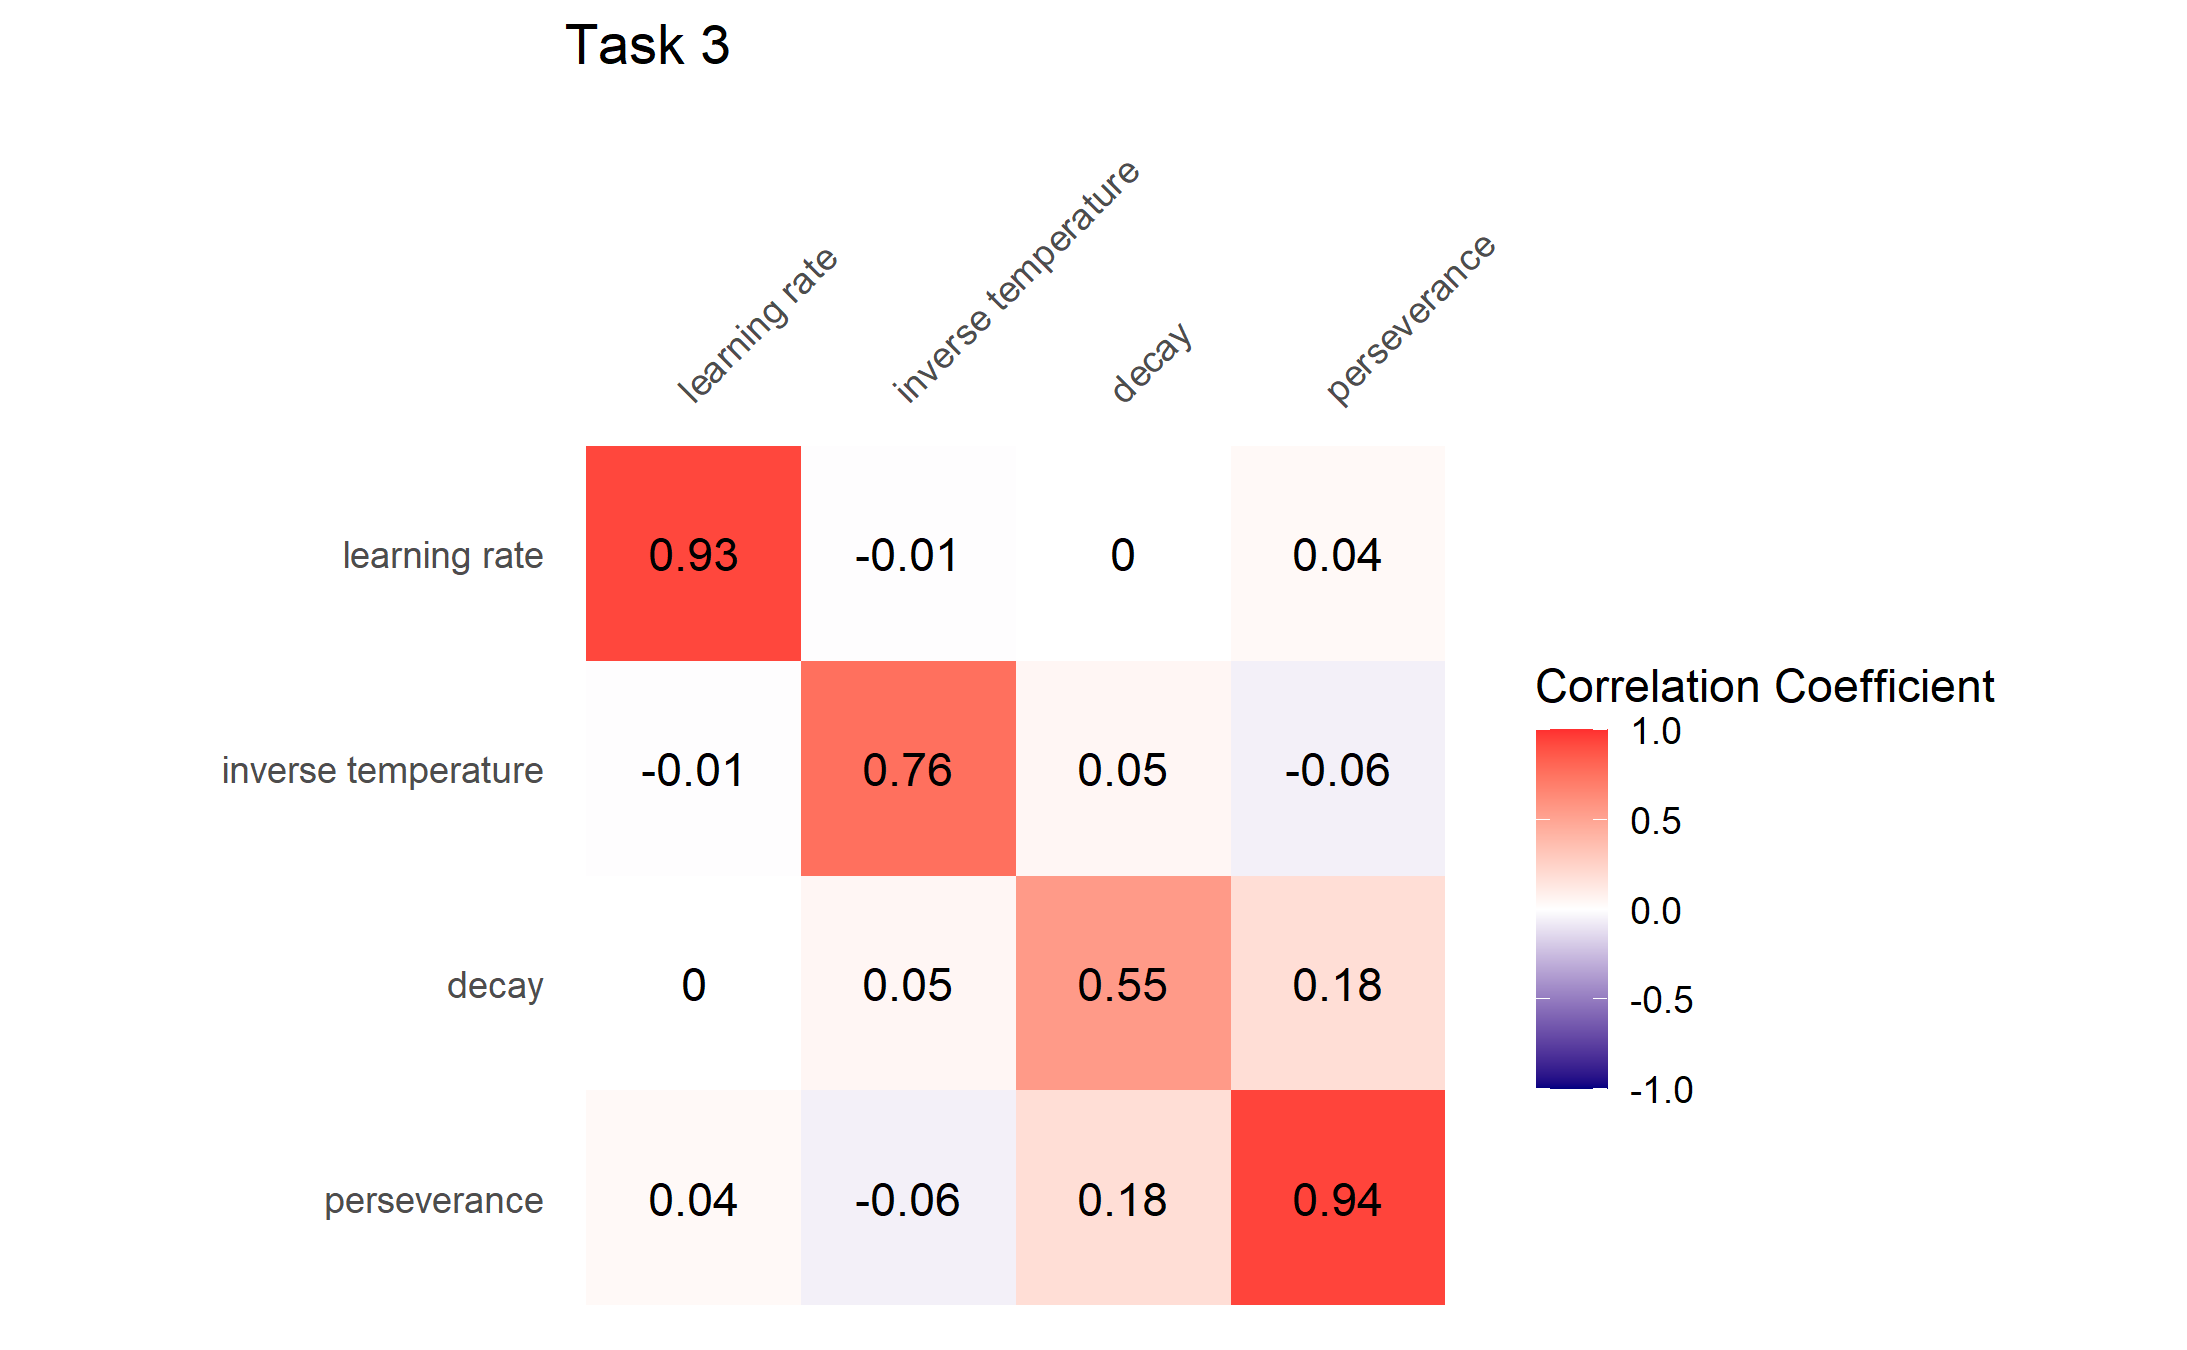 Task 3
learning rate
inverse temperature
decay
perseverance
learning rate
0.93
-0.01
0
0.04
inverse temperature
-0.01
0.76
0.05
-0.06
decay
0
0.05
0.55
0.18
perseverance
0.04
-0.06
0.18
0.94
Correlation Coefficient
1.0
0.5
0.0
-0.5
-1.0